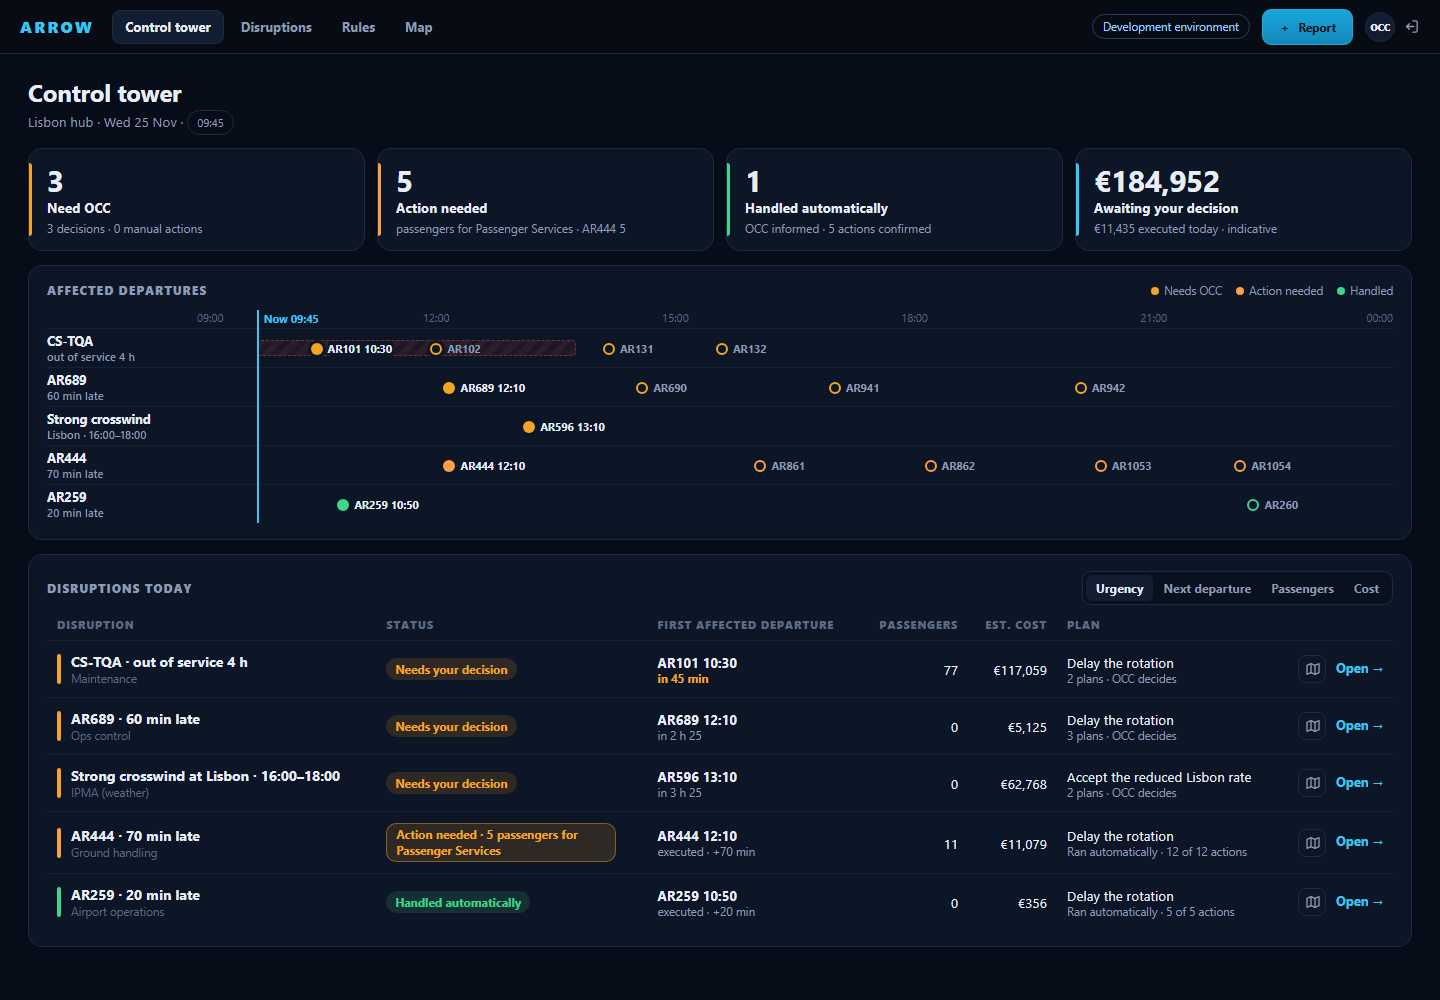 ARROW
Control tower
Disruptions
Rules
Map
Development environment
+ Report
OCC
Control tower
Lisbon hub · Wed 25 Nov · 09:45
3
Need OCC
3 decisions · 0 manual actions
5
Action needed
passengers for Passenger Services · AR444 5
1
Handled automatically
OCC informed · 5 actions confirmed
€184,952
Awaiting your decision
€11,435 executed today · indicative
AFFECTED DEPARTURES
Needs OCC
Action needed
Handled
09:00
Now 09:45
12:00
15:00
18:00
21:00
00:00
CS-TQA
out of service 4 h
AR101 10:30
AR102
AR131
AR132
AR689
60 min late
AR689 12:10
AR690
AR941
AR942
Strong crosswind
Lisbon · 16:00–18:00
AR596 13:10
AR444
70 min late
AR444 12:10
AR861
AR862
AR1053
AR1054
AR259
20 min late
AR259 10:50
AR260
DISRUPTIONS TODAY
Urgency
Next departure
Passengers
Cost
DISRUPTION
STATUS
FIRST AFFECTED DEPARTURE
PASSENGERS
EST. COST
PLAN
CS-TQA · out of service 4 h
Maintenance
Needs your decision
AR101 10:30
in 45 min
77
€117,059
Delay the rotation
2 plans · OCC decides
Open →
AR689 · 60 min late
Ops control
Needs your decision
AR689 12:10
in 2 h 25
0
€5,125
Delay the rotation
3 plans · OCC decides
Open →
Strong crosswind at Lisbon · 16:00–18:00
IPMA (weather)
Needs your decision
AR596 13:10
in 3 h 25
0
€62,768
Accept the reduced Lisbon rate
2 plans · OCC decides
Open →
AR444 · 70 min late
Ground handling
Action needed · 5 passengers for
Passenger Services
AR444 12:10
executed · +70 min
11
€11,079
Delay the rotation
Ran automatically · 12 of 12 actions
Open →
AR259 · 20 min late
Airport operations
Handled automatically
AR259 10:50
executed · +20 min
0
€356
Delay the rotation
Ran automatically · 5 of 5 actions
Open →